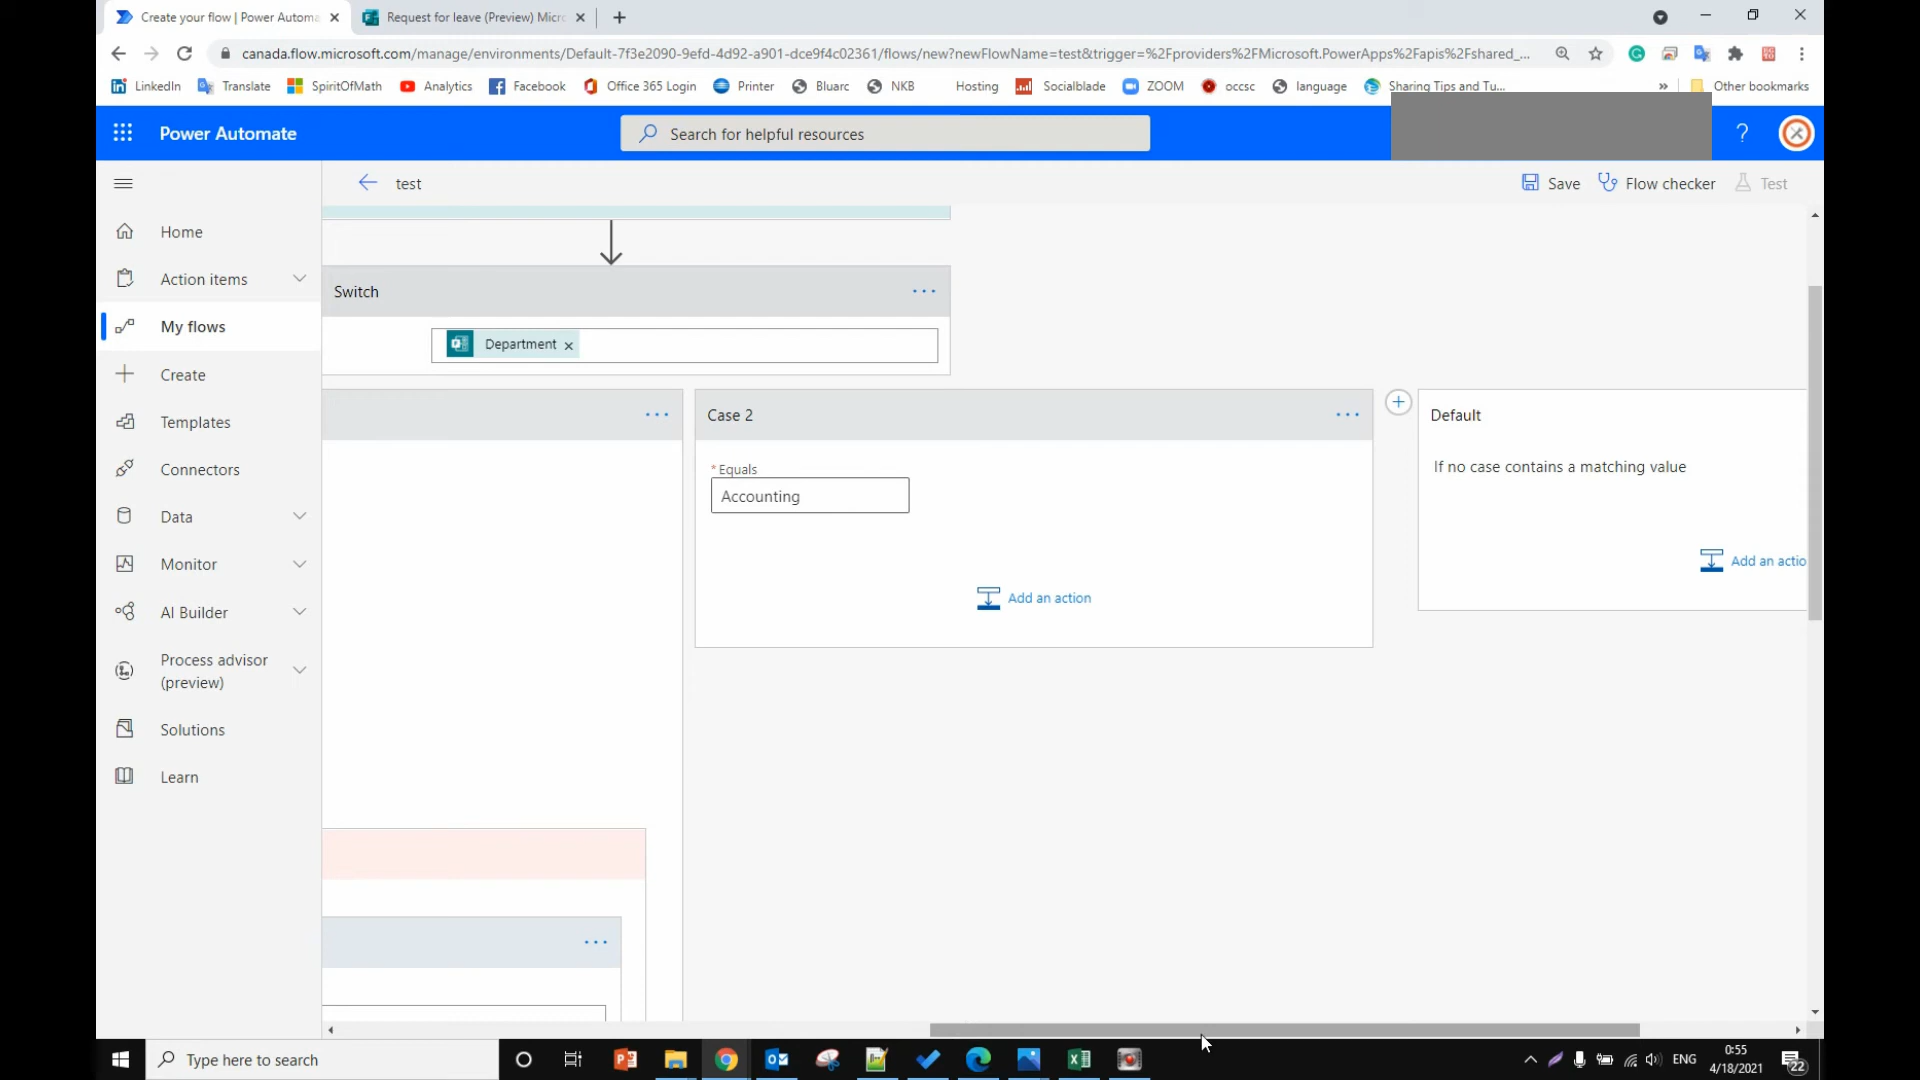 Create your flow | Power Automa
Request for leave (Preview) Micr
canada.flow.microsoft.com/manage/environments/Default-7f3e2090-9efd-4d92-a901-dce9f4c02361/flows/new?newFlowName=test&trigger=%2Fproviders%2FMicrosoft.PowerApps%2Fapis%2Fshared_...
LinkedIn
Translate
SpiritOfMath
Analytics
Facebook
Office 365 Login
Printer
Bluarc
NKB
Hosting
Socialblade
ZOOM
occsc
language
Sharing Tips and Tu...
»
Other bookmarks
Power Automate
Search for helpful resources
?
test
Save
Flow checker
Test
Home
Action items
My flows
Create
Templates
Connectors
Data
Monitor
AI Builder
Process advisor
(preview)
Solutions
Learn
Switch
Department
Case 2
* Equals
Accounting
Add an action
Default
If no case contains a matching value
Add an actio
Type here to search
ENG
0:55
4/18/2021
22